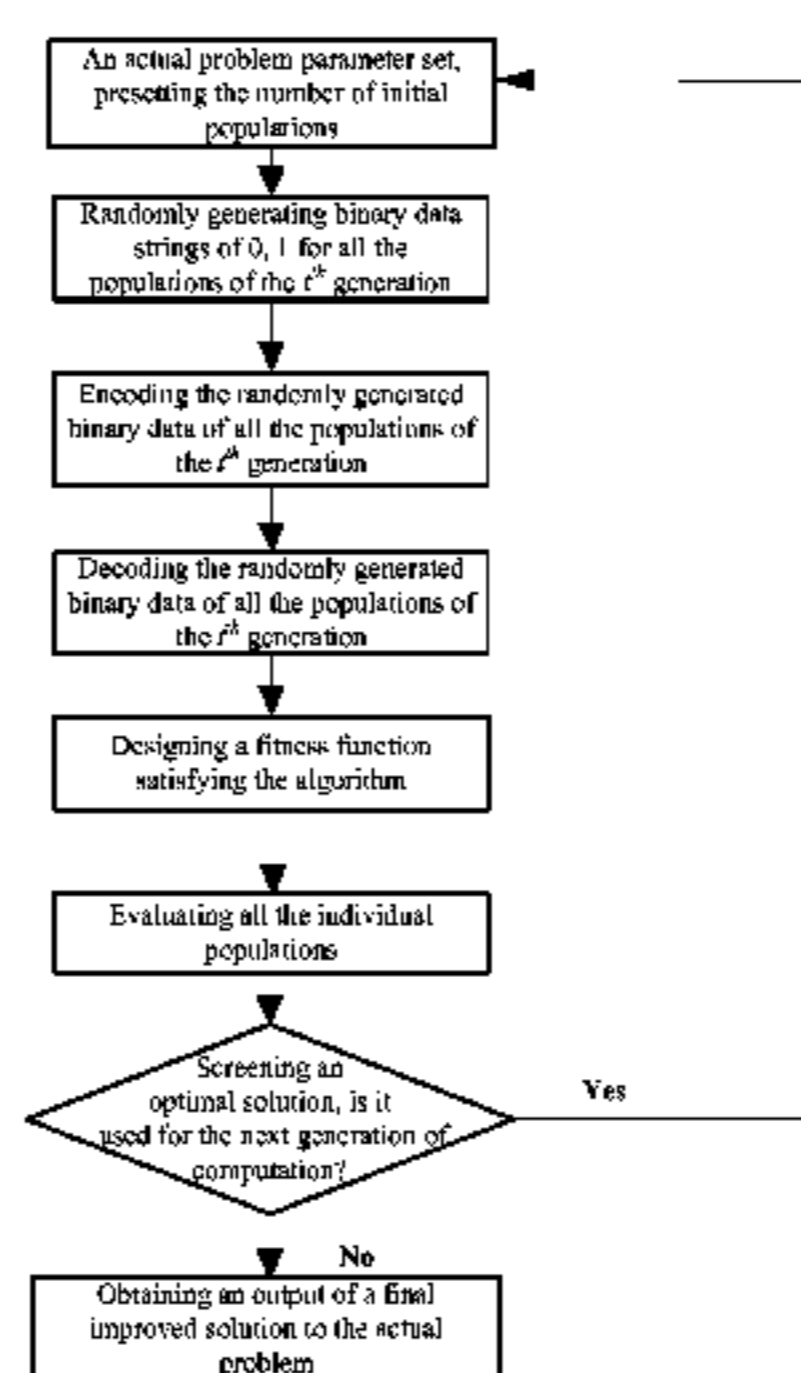 An actual problem parameter set,
presetting the number of initial
populations
Randomly generating binary data
strings of 0, 1 for all the
populations of the t^th generation
Encoding the randomly generated
binary data of all the populations of
the t^th generation
Decoding the randomly generated
binary data of all the populations of
the t^th generation
Designing a fitness function
satisfying the algorithm
Evaluating all the individual
populations
Screening an
optimal solution, is it
used for the next generation of
computation?
Yes
No
Obtaining an output of a final
improved solution to the actual
problem